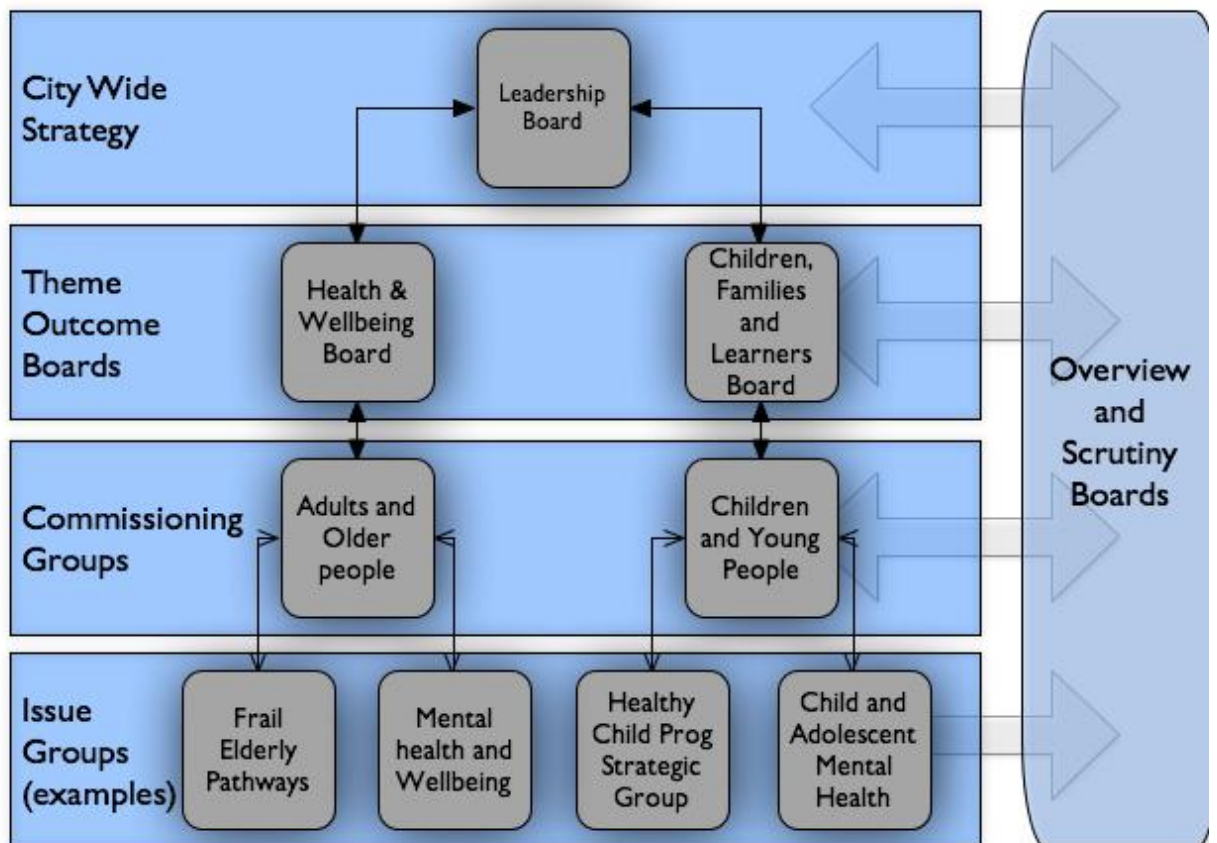 City Wide
Strategy
Leadership
Board
Theme
Outcome
Boards
Health &
Wellbeing
Board
Children,
Families
and
Learners
Board
Commissioning
Groups
Adults and
Older
people
Children
and Young
People
Issue
Groups
(examples)
Frail
Elderly
Pathways
Mental
health and
Wellbeing
Healthy
Child Prog
Strategic
Group
Child and
Adolescent
Mental
Health
Overview
and
Scrutiny
Boards